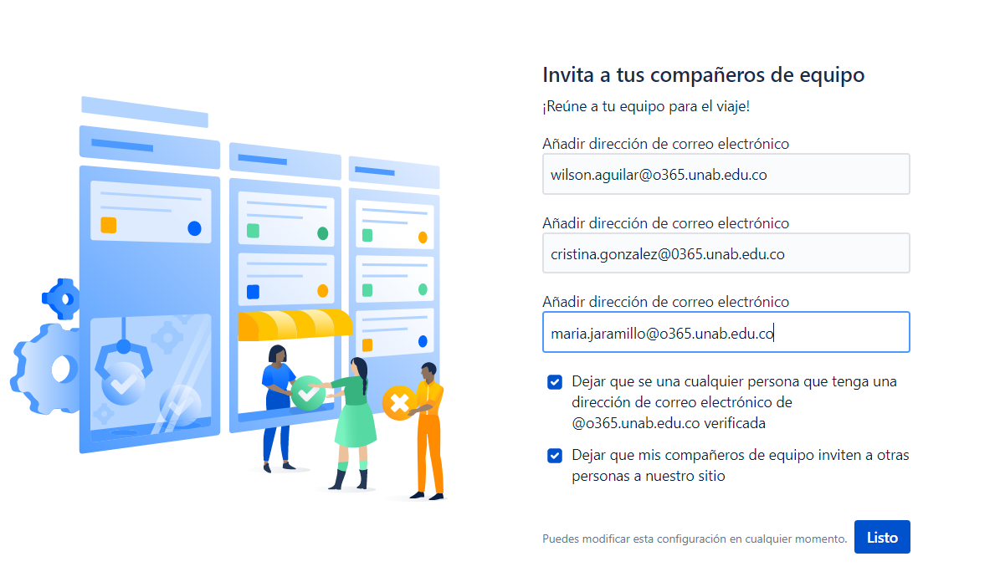 Invita a tus compañeros de equipo
¡Reúne a tu equipo para el viaje!
Añadir dirección de correo electrónico
wilson.aguilar@o365.unab.edu.co
Añadir dirección de correo electrónico
cristina.gonzalez@0365.unab.edu.co
Añadir dirección de correo electrónico
maria.jaramillo@o365.unab.edu.co
Dejar que se una cualquier persona que tenga una
dirección de correo electrónico de
@o365.unab.edu.co verificada
Dejar que mis compañeros de equipo inviten a otras
personas a nuestro sitio
Puedes modificar esta configuración en cualquier momento.
Listo